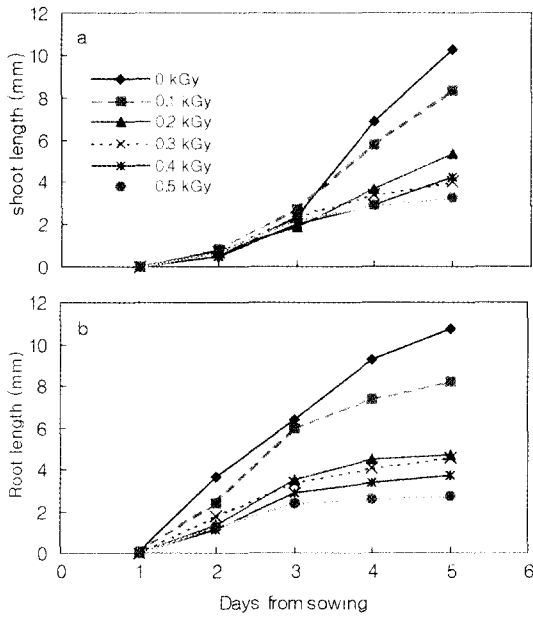 a
shoot length (mm)
12
10
8
6
4
2
0
0 kGy
0.1 kGy
0.2 kGy
0.3 kGy
0.4 kGy
0.5 kGy
b
Root length (mm)
12
10
8
6
4
2
0
0 1 2 3 4 5 6
Days from sowing